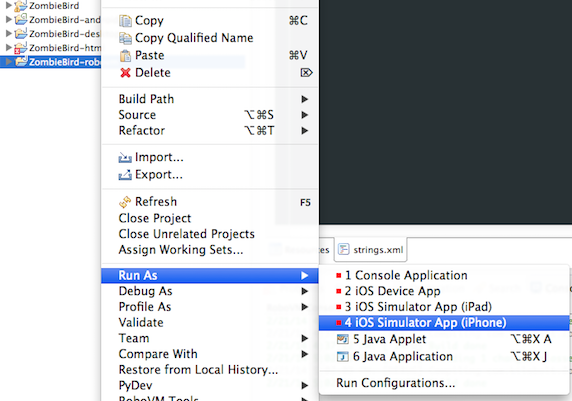 ZombieBird
ZombieBird-and
ZombieBird-des
ZombieBird-htm
ZombieBird-robo
Copy ⌘C
Copy Qualified Name
Paste ⌘V
Delete ⌦
Build Path
Source ⌥⌘S
Refactor ⌥⌘T
Import...
Export...
Refresh F5
Close Project
Close Unrelated Projects
Assign Working Sets...
strings.xml
Run As
Debug As
Profile As
Validate
Team
Compare With
Restore from Local History...
PyDev
RoboVM Tools
1 Console Application
2 iOS Device App
3 iOS Simulator App (iPad)
4 iOS Simulator App (iPhone)
5 Java Applet ⌥⌘X A
6 Java Application ⌥⌘X J
Run Configurations...